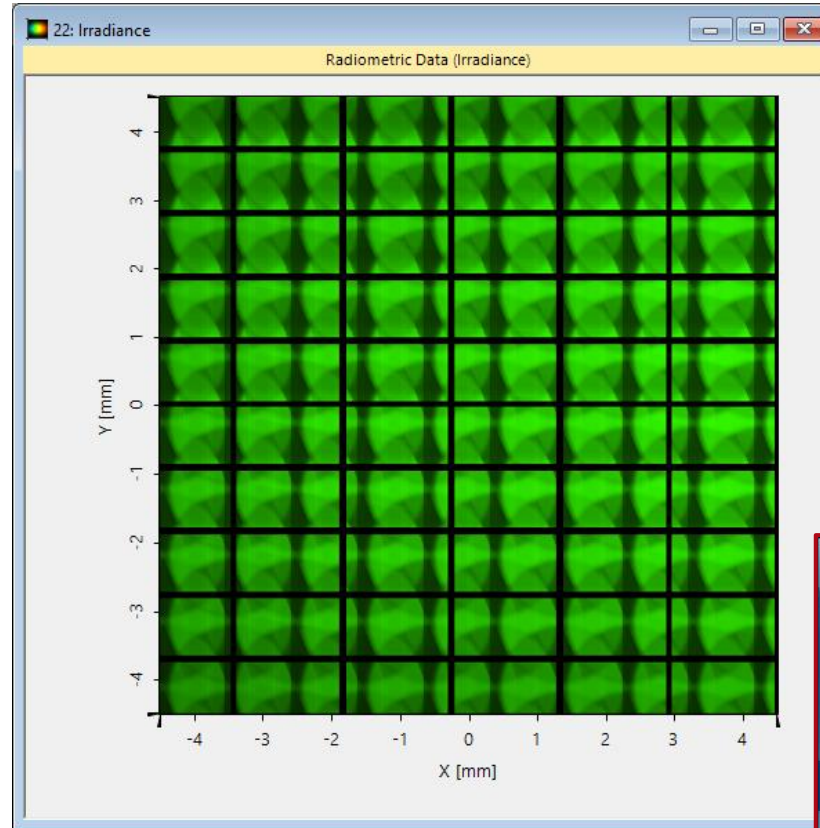 22: Irradiance
Radiometric Data (Irradiance)
4
3
2
1
0
-1
-2
-3
-4
Y [mm]
-4 -3 -2 -1 0 1 2 3 4
X [mm]